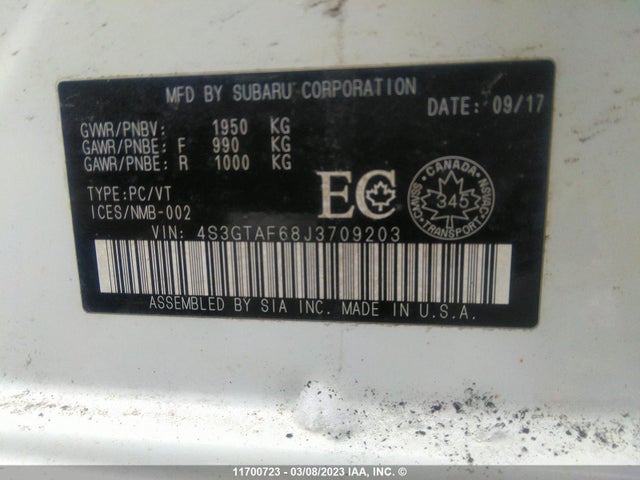 MFD BY SUBARU CORPORATION
DATE: 09/17
GVWR/PNBV: 1950 KG
GAWR/PNBE: F 990 KG
GAWR/PNBE: R 1000 KG
TYPE:PC/VT
ICES/NMB-002
EC
CANADA
345
TRANSPORT
VIN: 4S3GTAF68J3709203
ASSEMBLED BY SIA INC. MADE IN U.S.A.
11700723 - 03/08/2023 IAA, INC. ©